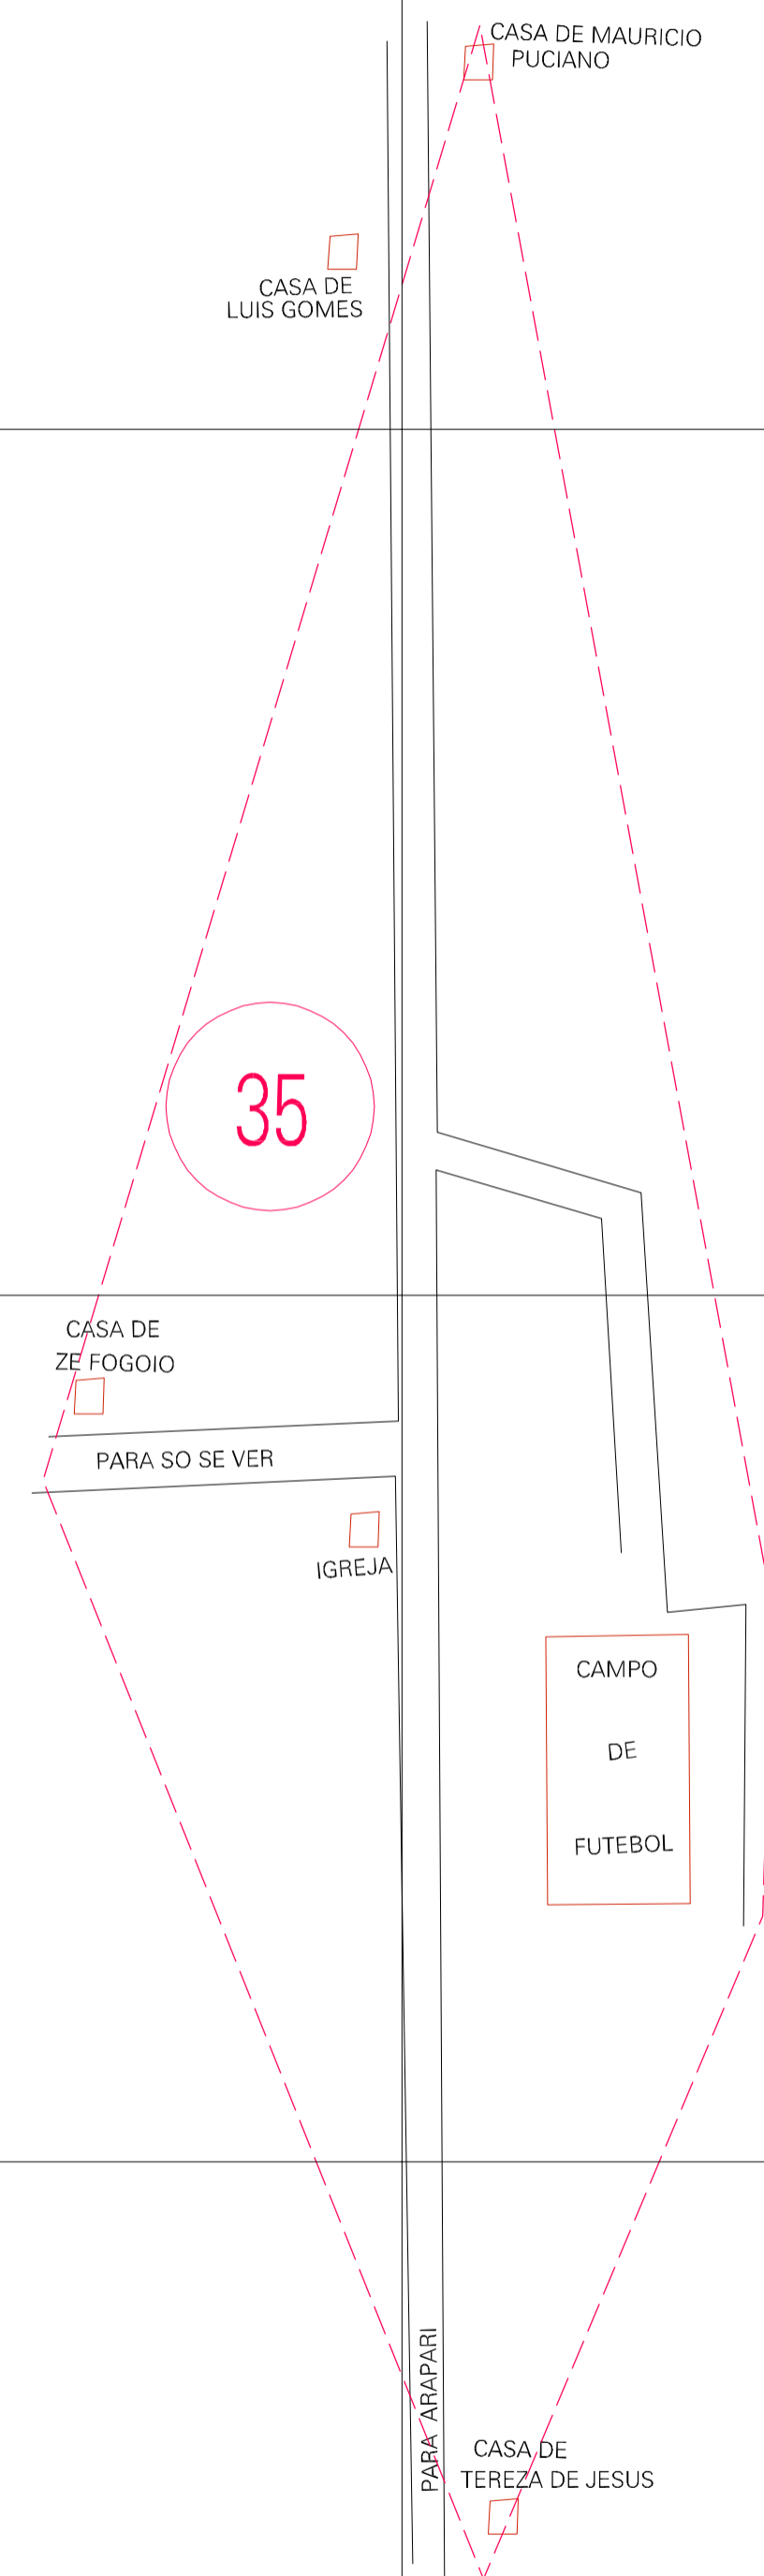 CASA DE MAURICIO
PUCIANO
CASA DE
LUIS GOMES
35
CASA DE
ZE FOGOIO
PARA SO SE VER
IGREJA
CAMPO
DE
FUTEBOL
PARA ARAPARI
CASA DE
TEREZA DE JESUS